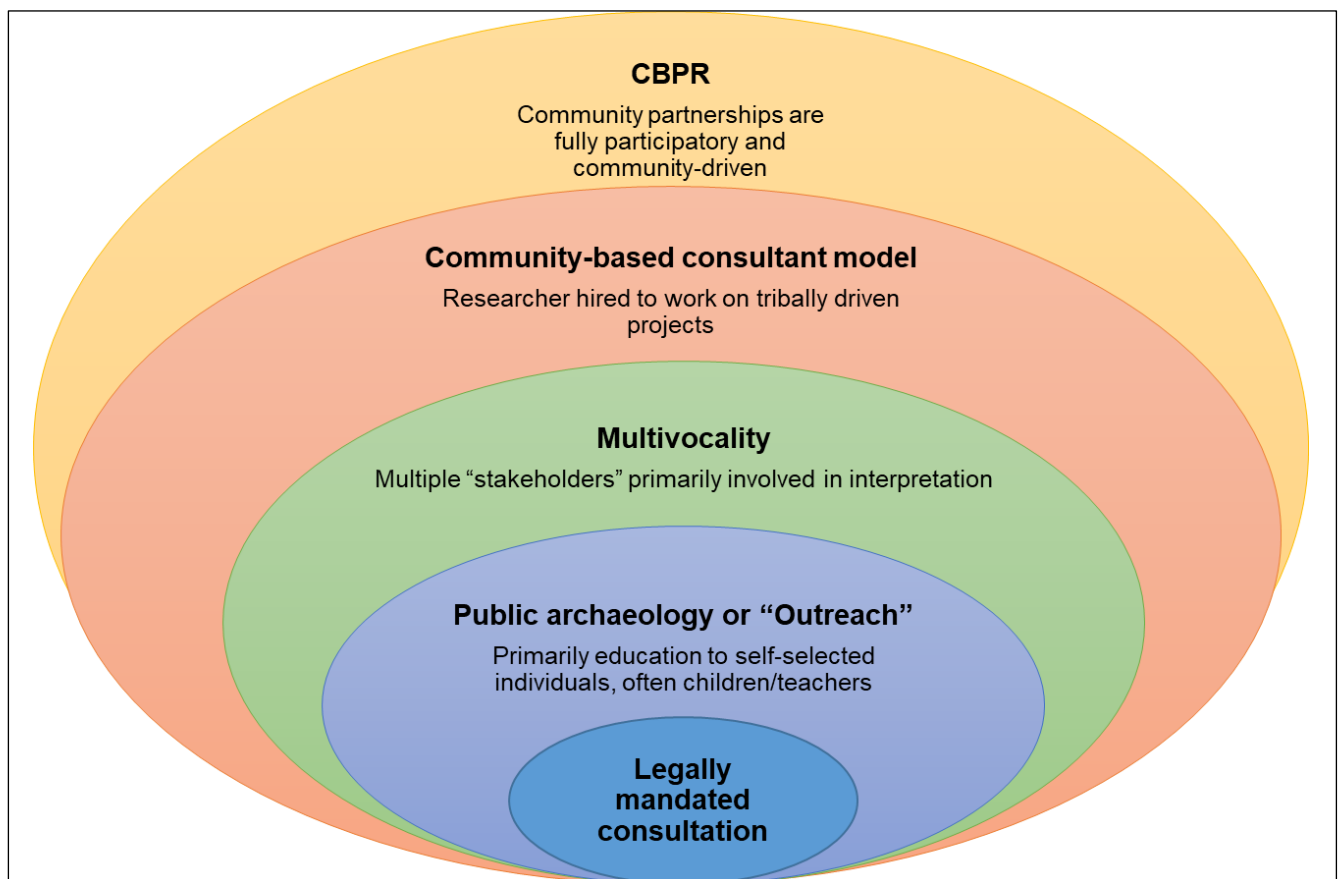 CBPR
Community partnerships are
fully participatory and
community-driven
Community-based consultant model
Researcher hired to work on tribally driven
projects
Multivocality
Multiple “stakeholders” primarily involved in interpretation
Public archaeology or “Outreach”
Primarily education to self-selected
individuals, often children/teachers
Legally
mandated
consultation